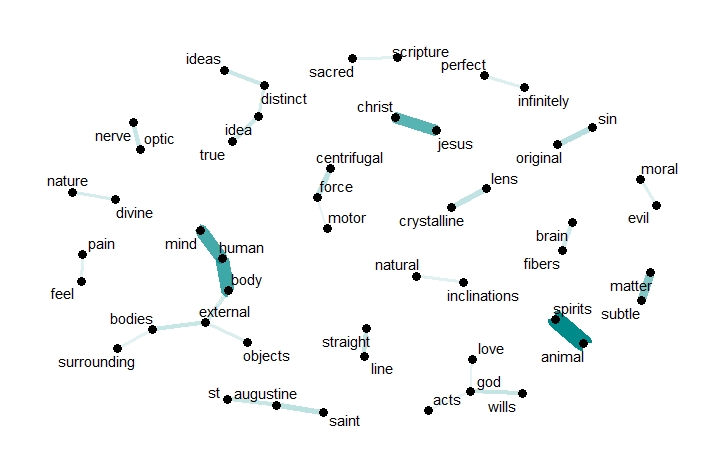 ideas
sacred
scripture
perfect
infinitely
distinct
christ
jesus
sin
original
nerve
optic
idea
true
centrifugal
force
motor
lens
crystalline
moral
evil
nature
divine
pain
feel
mind
human
body
brain
fibers
natural
inclinations
matter
subtle
bodies
external
surrounding
objects
straight
line
spirits
animal
love
god
acts
wills
st
augustine
saint